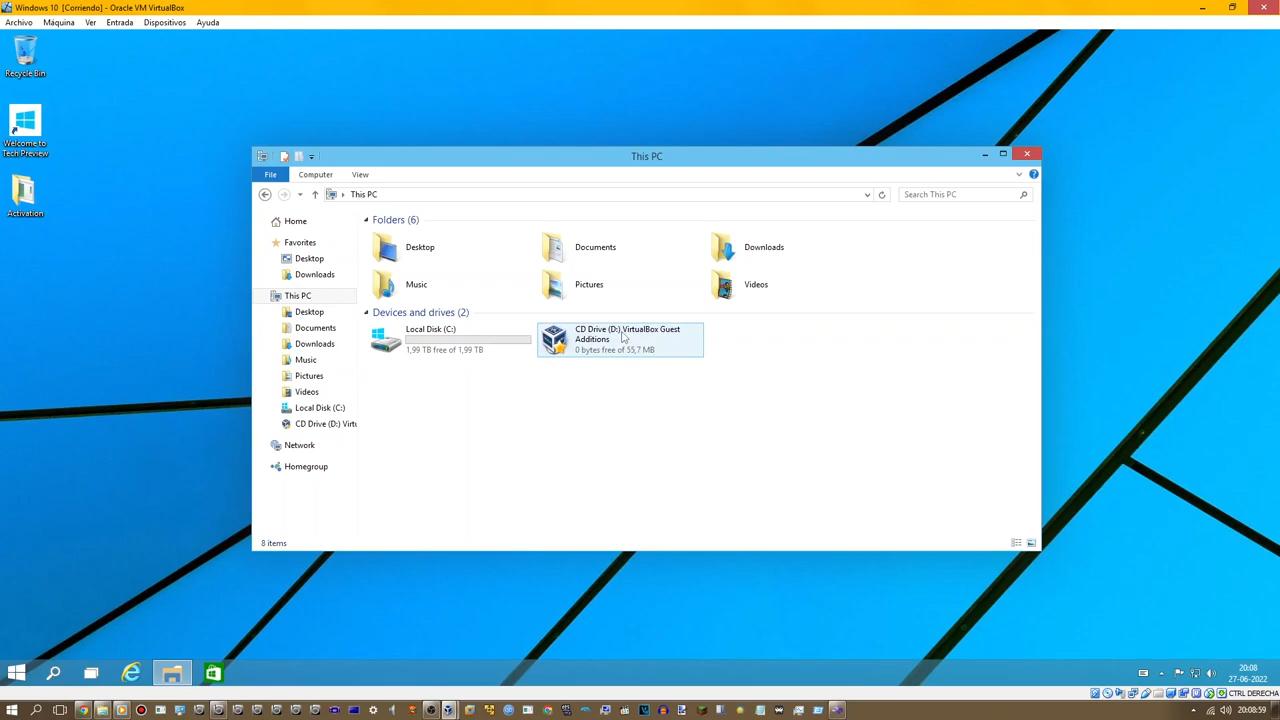 Windows 10 [Corriendo] - Oracle VM VirtualBox
Archivo Máquina Ver Entrada Dispositivos Ayuda
Recycle Bin
Welcome to
Tech Preview
Activation
This PC
File Computer View
This PC
Search This PC
Home
Favorites
Desktop
Downloads
This PC
Desktop
Documents
Downloads
Music
Pictures
Videos
Local Disk (C:)
CD Drive (D:) Virtu
Network
Homegroup
Folders (6)
Desktop
Documents
Downloads
Music
Pictures
Videos
Devices and drives (2)
Local Disk (C:)
1,99 TB free of 1,99 TB
CD Drive (D:) VirtualBox Guest
Additions
0 bytes free of 55,7 MB
8 items
20:08
27-06-2022
CTRL DERECHA
20:08:59